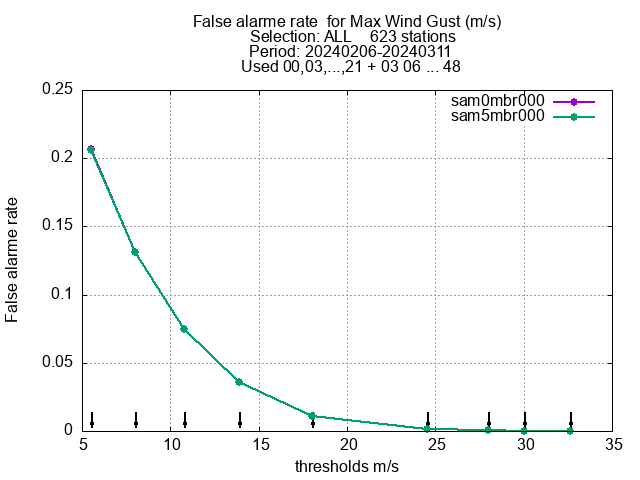 False alarme rate  for Max Wind Gust (m/s)
Selection: ALL    623 stations
Period: 20240206-20240311
Used 00,03,...,21 + 03 06 ... 48
sam0mbr000
sam5mbr000
False alarme rate
0.25
0.2
0.15
0.1
0.05
0
5 10 15 20 25 30 35
thresholds m/s